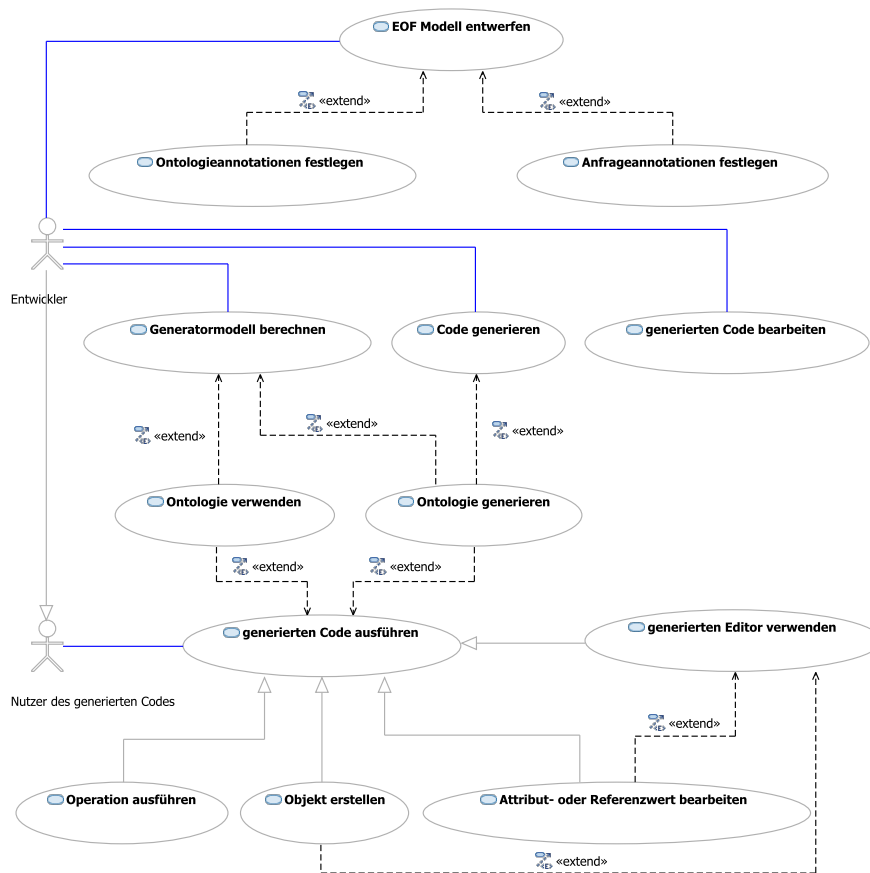 EOF Modell entwerfen
«extend»
«extend»
Ontologieannotationen festlegen
Anfrageannotationen festlegen
Entwickler
Generatormodell berechnen
Code generieren
generierten Code bearbeiten
«extend»
«extend»
«extend»
Ontologie verwenden
Ontologie generieren
«extend»
«extend»
generierten Code ausführen
generierten Editor verwenden
Nutzer des generierten Codes
«extend»
Operation ausführen
Objekt erstellen
Attribut- oder Referenzwert bearbeiten
«extend»